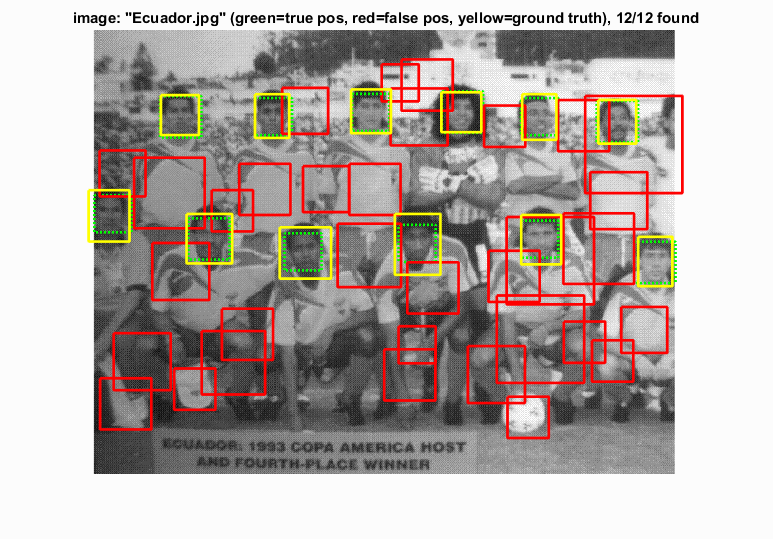 image: "Ecuador.jpg" (green=true pos, red=false pos, yellow=ground truth), 12/12 found
ECUADOR: 1993 COPA AMERICA HOST
AND FOURTH-PLACE WINNER